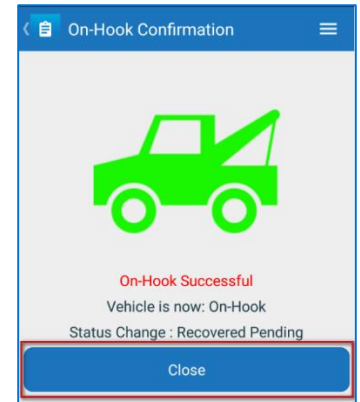 On-Hook Confirmation
On-Hook Successful
Vehicle is now: On-Hook
Status Change : Recovered Pending
Close